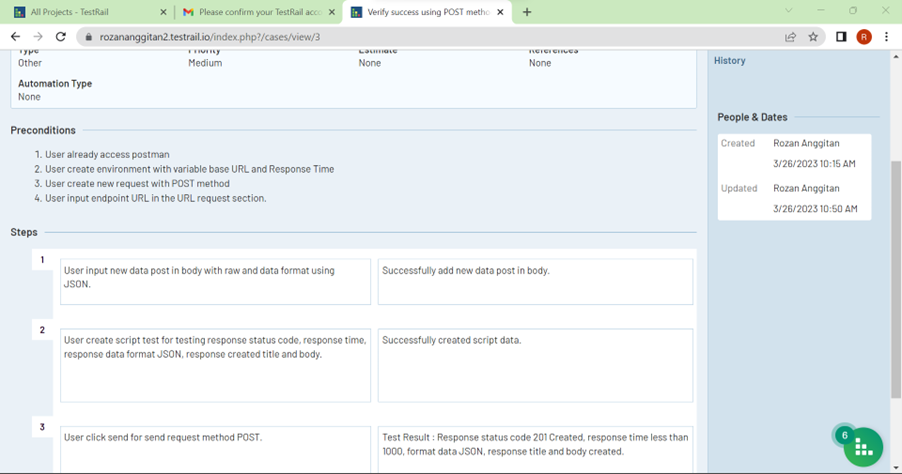 All Projects - TestRail
Please confirm your TestRail acc
Verify success using POST metho
rozananggitan2.testrail.io/index.php?/cases/view/3
R
Type Priority Estimate References
Other Medium None None
Automation Type
None
History
People & Dates
Created Rozan Anggitan
3/26/2023 10:15 AM
Updated Rozan Anggitan
3/26/2023 10:50 AM
Preconditions
1. User already access postman
2. User create environment with variable base URL and Response Time
3. User create new request with POST method
4. User input endpoint URL in the URL request section.
Steps
1
User input new data post in body with raw and data format using
JSON.
Successfully add new data post in body.
2
User create script test for testing response status code, response time,
response data format JSON, response created title and body.
Successfully created script data.
3
User click send for send request method POST.
Test Result : Response status code 201 Created, response time less than
1000, format data JSON, response title and body created.
6